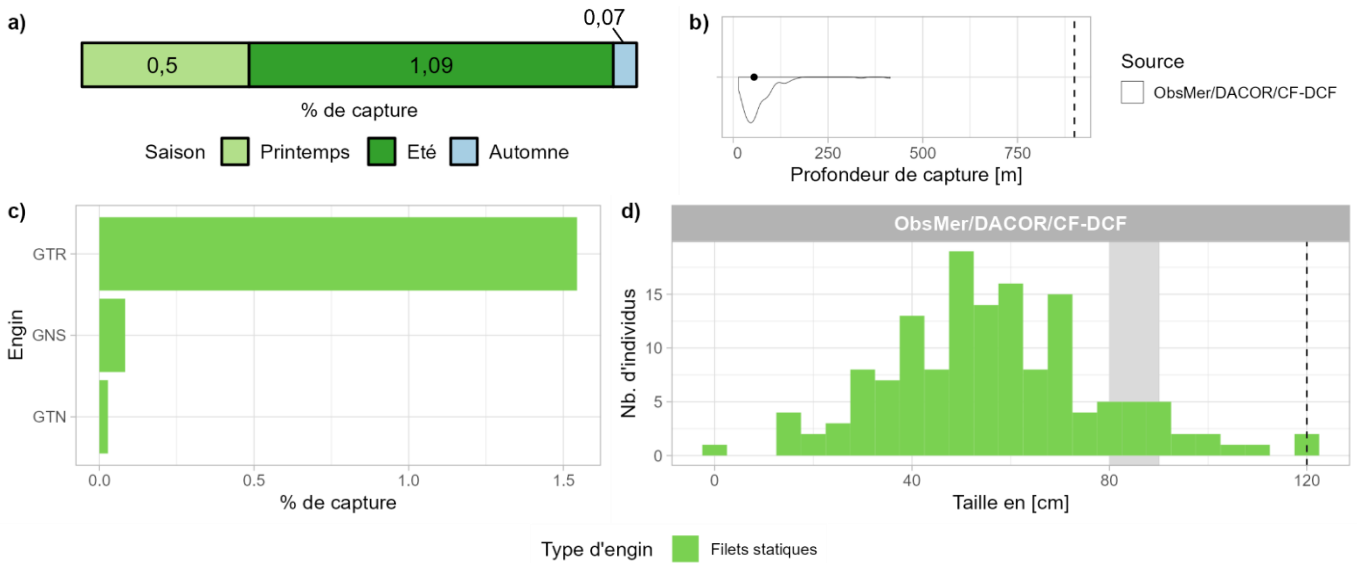 a)
0,07
0,5 1,09
% de capture
Saison Printemps Eté Automne
b)
0 250 500 750
Profondeur de capture [m]
Source
ObsMer/DACOR/CF-DCF
c)
Engin
GTR
GNS
GTN
0.0 0.5 1.0 1.5
% de capture
d)
ObsMer/DACOR/CF-DCF
Nb. d'individus
15
10
5
0
0 40 80 120
Taille en [cm]
Type d'engin Filets statiques